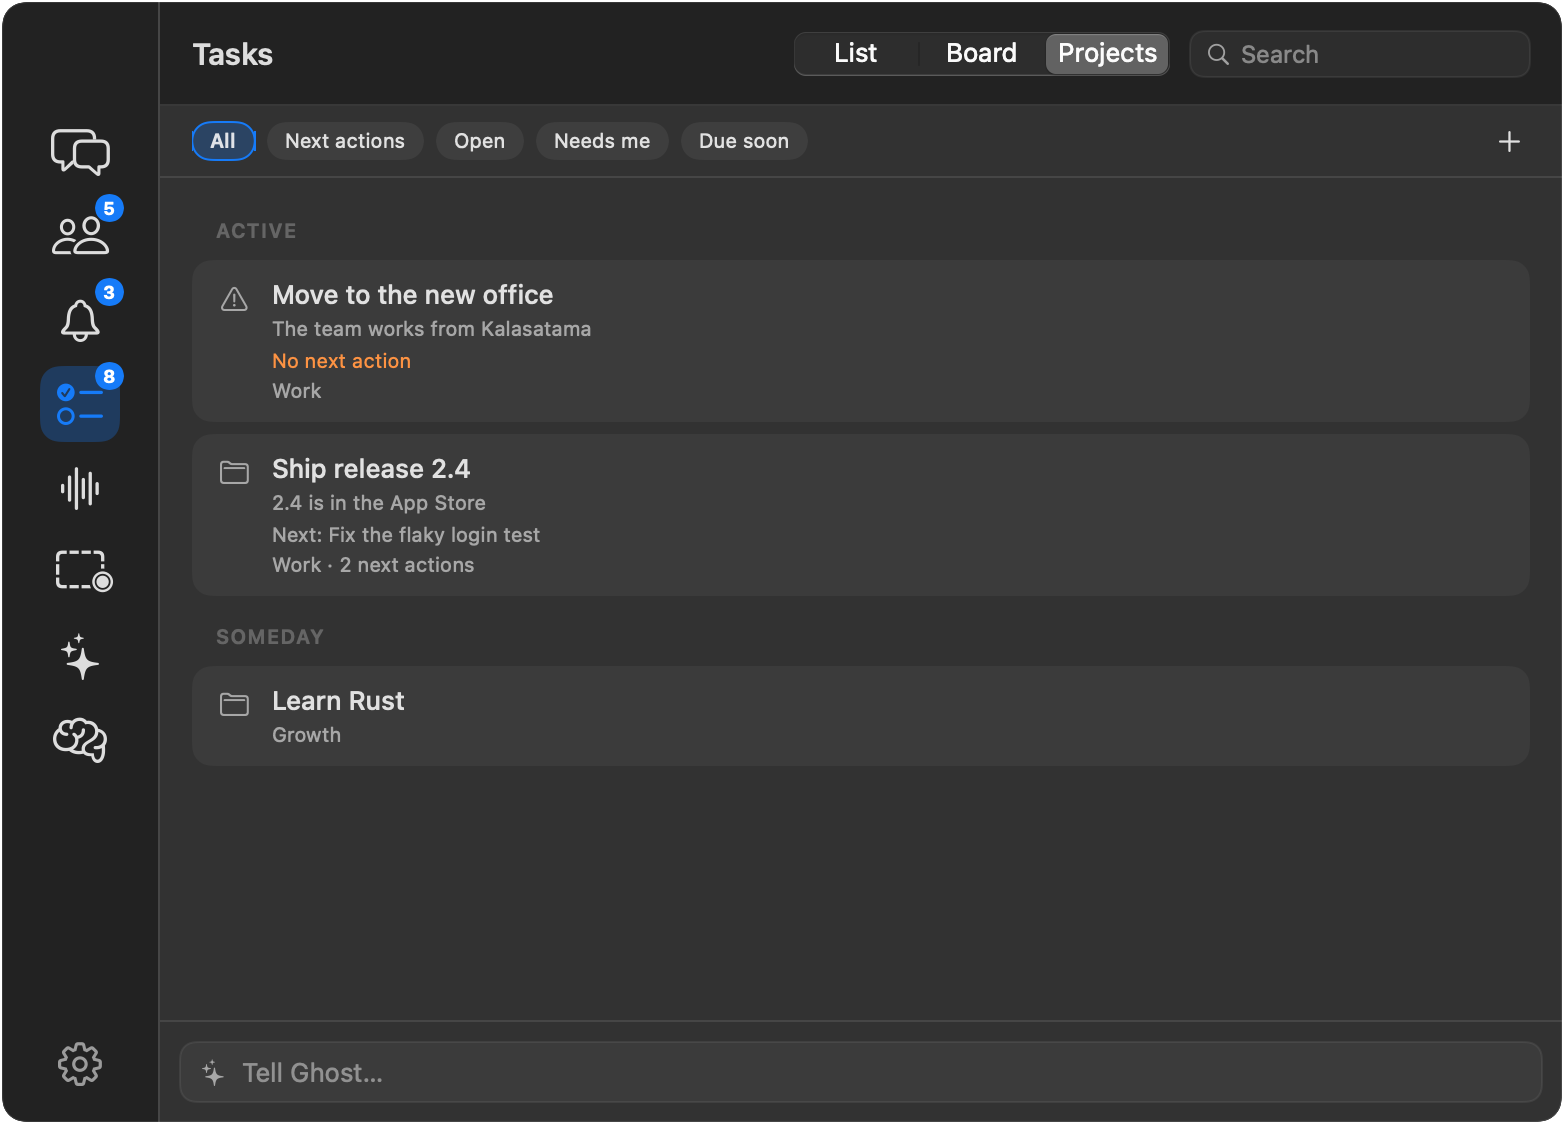 Tasks
List
Board
Projects
Search
All
Next actions
Open
Needs me
Due soon
5
3
8
ACTIVE
Move to the new office
The team works from Kalasatama
No next action
Work
Ship release 2.4
2.4 is in the App Store
Next: Fix the flaky login test
Work · 2 next actions
SOMEDAY
Learn Rust
Growth
Tell Ghost...